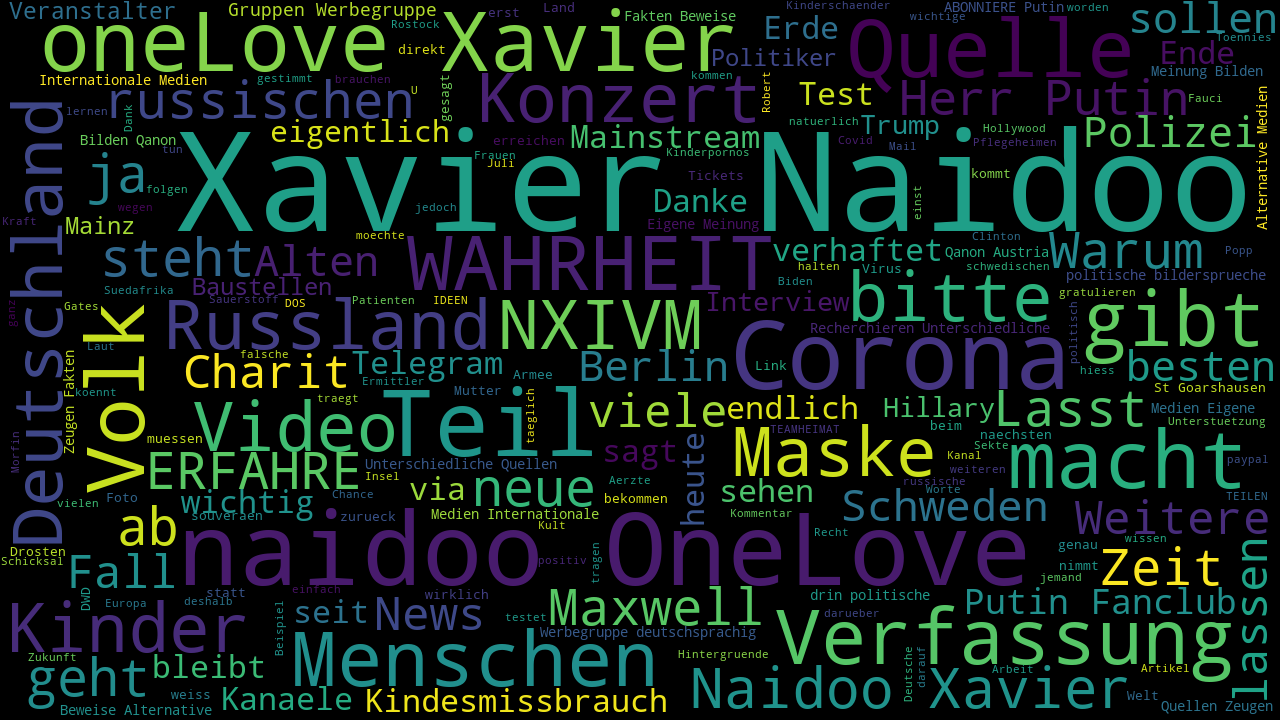 Veranstalter
Gruppen Werbegruppe
erst
Land
Kinderschaender
ABONNIERE Putin
worden
oneLove Xavier
Rostock
Fakten Beweise
Erde
wichtige
Quelle
sollen
Toennies
direkt
Politiker
Ende
Internationale Medien
gestimmt
brauchen
kommen
Meinung Bilden
russischen
U
gesagt
Konzert
Robert
Test
Herr Putin
Fauci
Alternative Medien
lernen
Dank
eigentlich
erreichen
Mainstream
natuerlich
Trump
Hollywood
Polizei
Bilden Qanon
Deutschland
Xavier Naidoo
tun
Frauen
Juli
Kinderpornos
Covid
Mail
Pflegeheimen
ja
folgen
Tickets
kommt
jedoch
Danke
einst
Kraft
Mainz
wegen
Eigene Meinung
moechte
WAHRHEIT
verhaftet
Clinton
Qanon Austria
Warum
Popp
steht
Alten
halten
Virus
schwedischen
politische bildersprueche
Suedafrika
Baustellen
Biden
bitte
gratulieren
ganz
Gates
Sauerstoff
DOS
Patienten
IDEEN
Interview
gibt
Volk
Russland
NXIVM
Recherchieren Unterschiedliche
politisch
Laut
falsche
Corona
Zeugen Fakten
Charit
Telegram
Armee
Berlin
Link
hiess
besten
koennt
Ermittler
Mutter
St Goarshausen
traegt
Teil
taeglich
viele
endlich
Hillary
Lasst
Medien Eigene
Video
beim
Unterstuetzung
muessen
TEAMHEIMAT
naechsten
Morfin
sagt
heute
Maske
Kanal
Sekte
macht
ERFAHRE
Unterschiedliche Quellen
weiteren
paypal
Insel
Aerzte
russische
vielen
Foto
wichtig
Chance
via
neue
bekommen
sehen
Worte
TEILEN
souveraen
zurueck
Medien Internationale
Kommentar
Schweden
Weitere
ab
Kult
Recht
Drosten
naidoo OneLove
wissen
genau
Schicksal
positiv
tragen
nimmt
Zeit
Fall
DWD
statt
einfach
wirklich
jemand
lassen
Europa
deshalb
drin politische
Putin Fanclub
Kinder
Beispiel
seit
News
testet
Maxwell
darueber
Verfassung
Werbegruppe deutschsprachig
Zukunft
Menschen
Hintergruende
Deutsche
darauf
Arbeit
Artikel
geht
bleibt
weiss
Kanaele
Kindesmissbrauch
Naidoo Xavier
Welt
Beweise Alternative
Quellen Zeugen